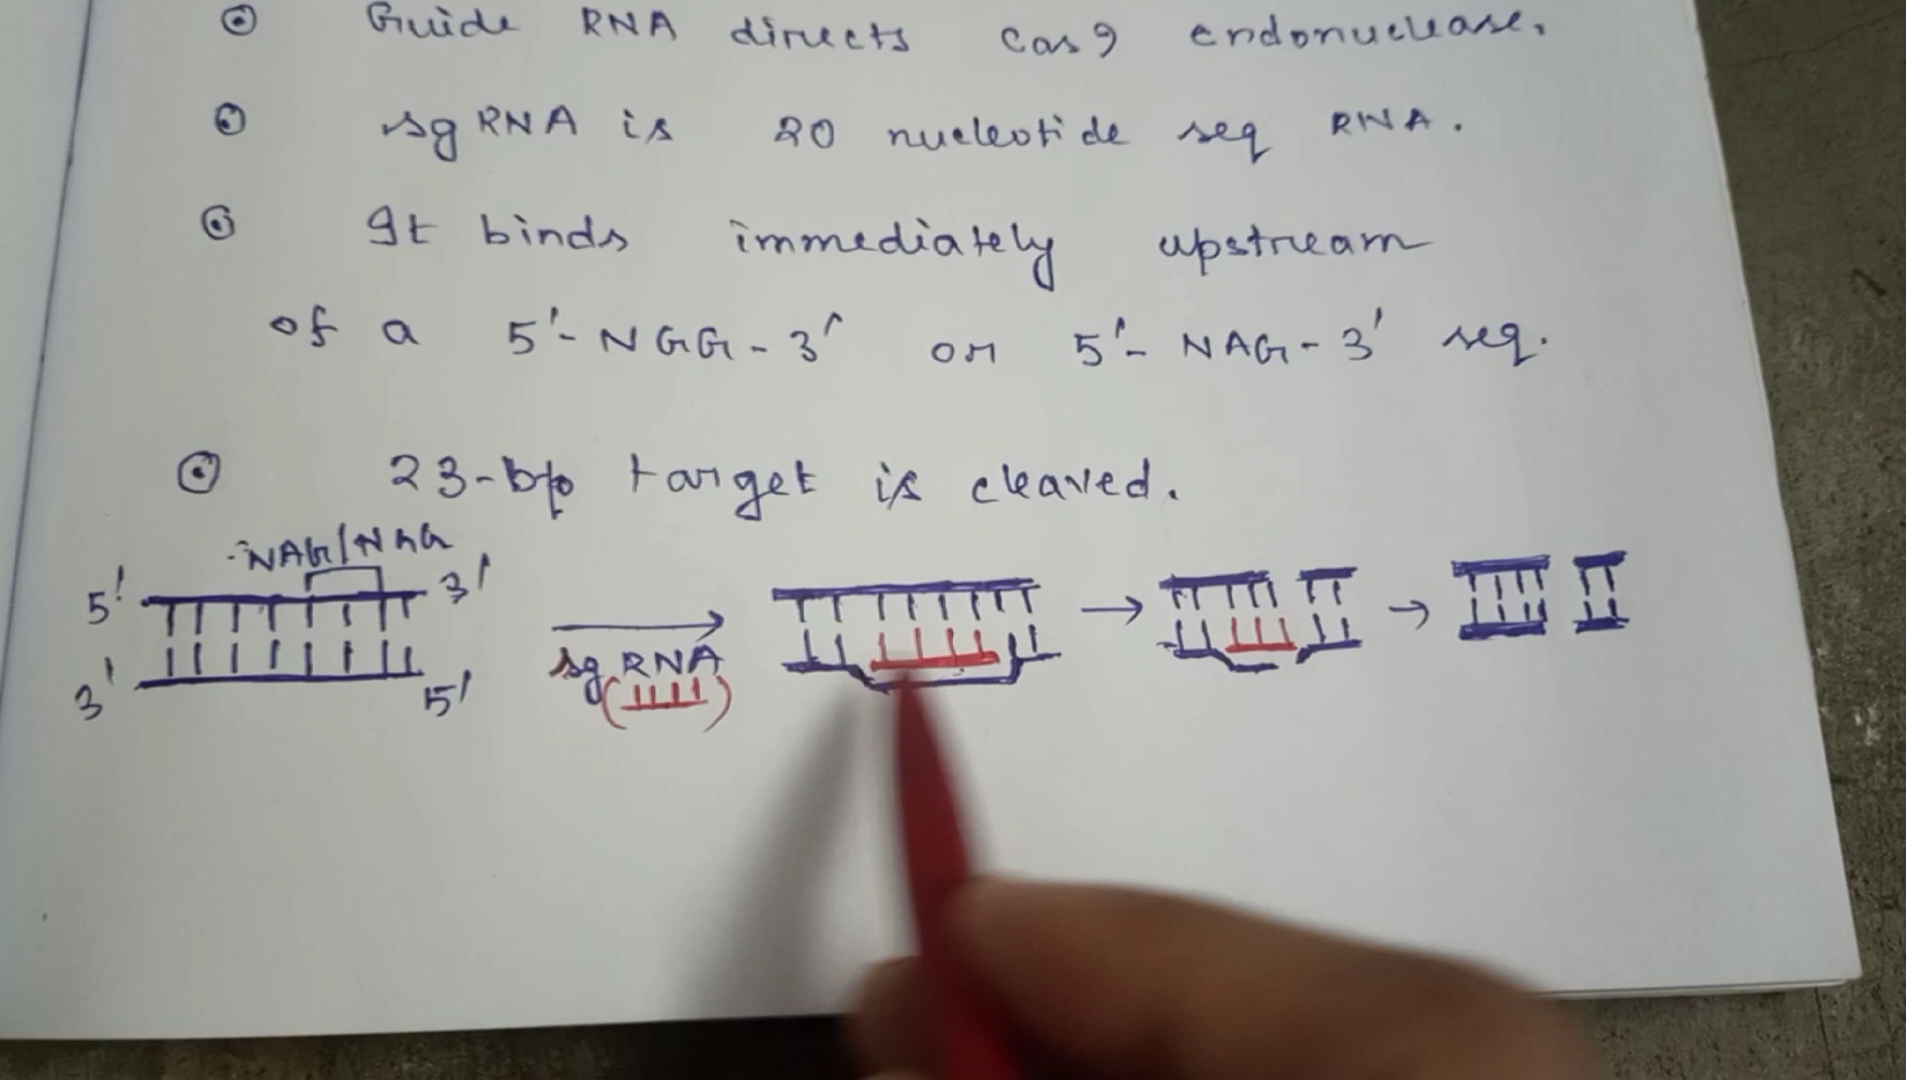 Guide RNA directs cas9 endonuclease.
sgRNA is 20 nucleotide seq RNA.
It binds immediately upstream
of a 5'-NGG-3' or 5'-NAG-3' seq.
23-bp target is cleaved.
NAG/NGG
5' 3'
3' 5'
sgRNA